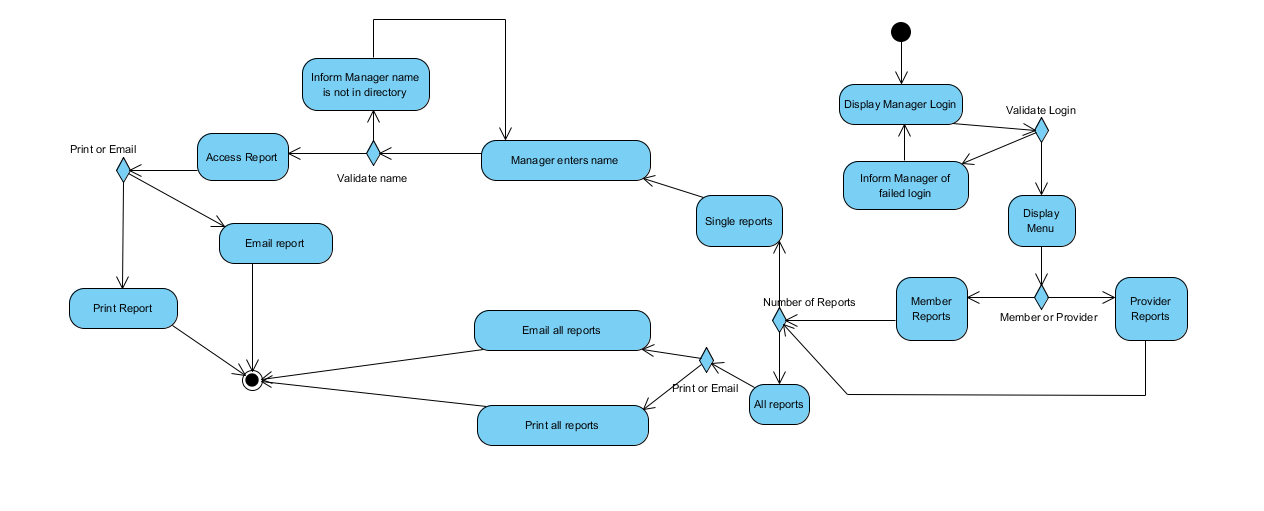 Inform Manager name
is not in directory
Display Manager Login
Validate Login
Print or Email
Access Report
Validate name
Manager enters name
Inform Manager of
failed login
Single reports
Display
Menu
Email report
Print Report
Number of Reports
Member
Reports
Member or Provider
Provider
Reports
Email all reports
Print or Email
All reports
Print all reports